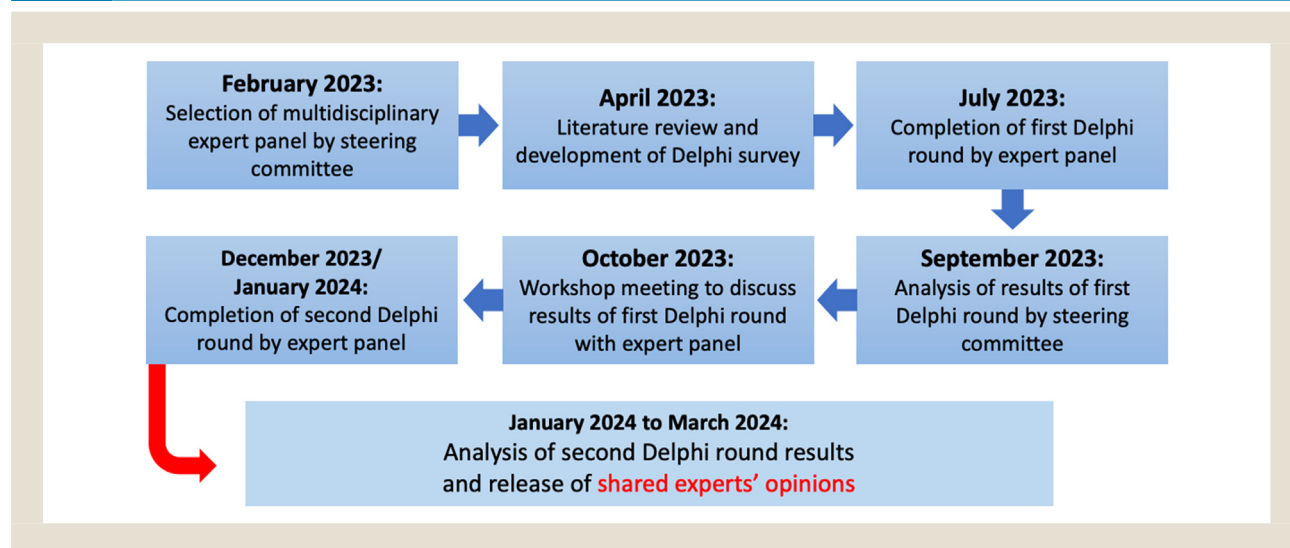 February 2023:
Selection of multidisciplinary
expert panel by steering
committee
April 2023:
Literature review and
development of Delphi survey
July 2023:
Completion of first Delphi
round by expert panel
September 2023:
Analysis of results of first
Delphi round by steering
committee
October 2023:
Workshop meeting to discuss
results of first Delphi round
with expert panel
December 2023/
January 2024:
Completion of second Delphi
round by expert panel
January 2024 to March 2024:
Analysis of second Delphi round results
and release of shared experts’ opinions